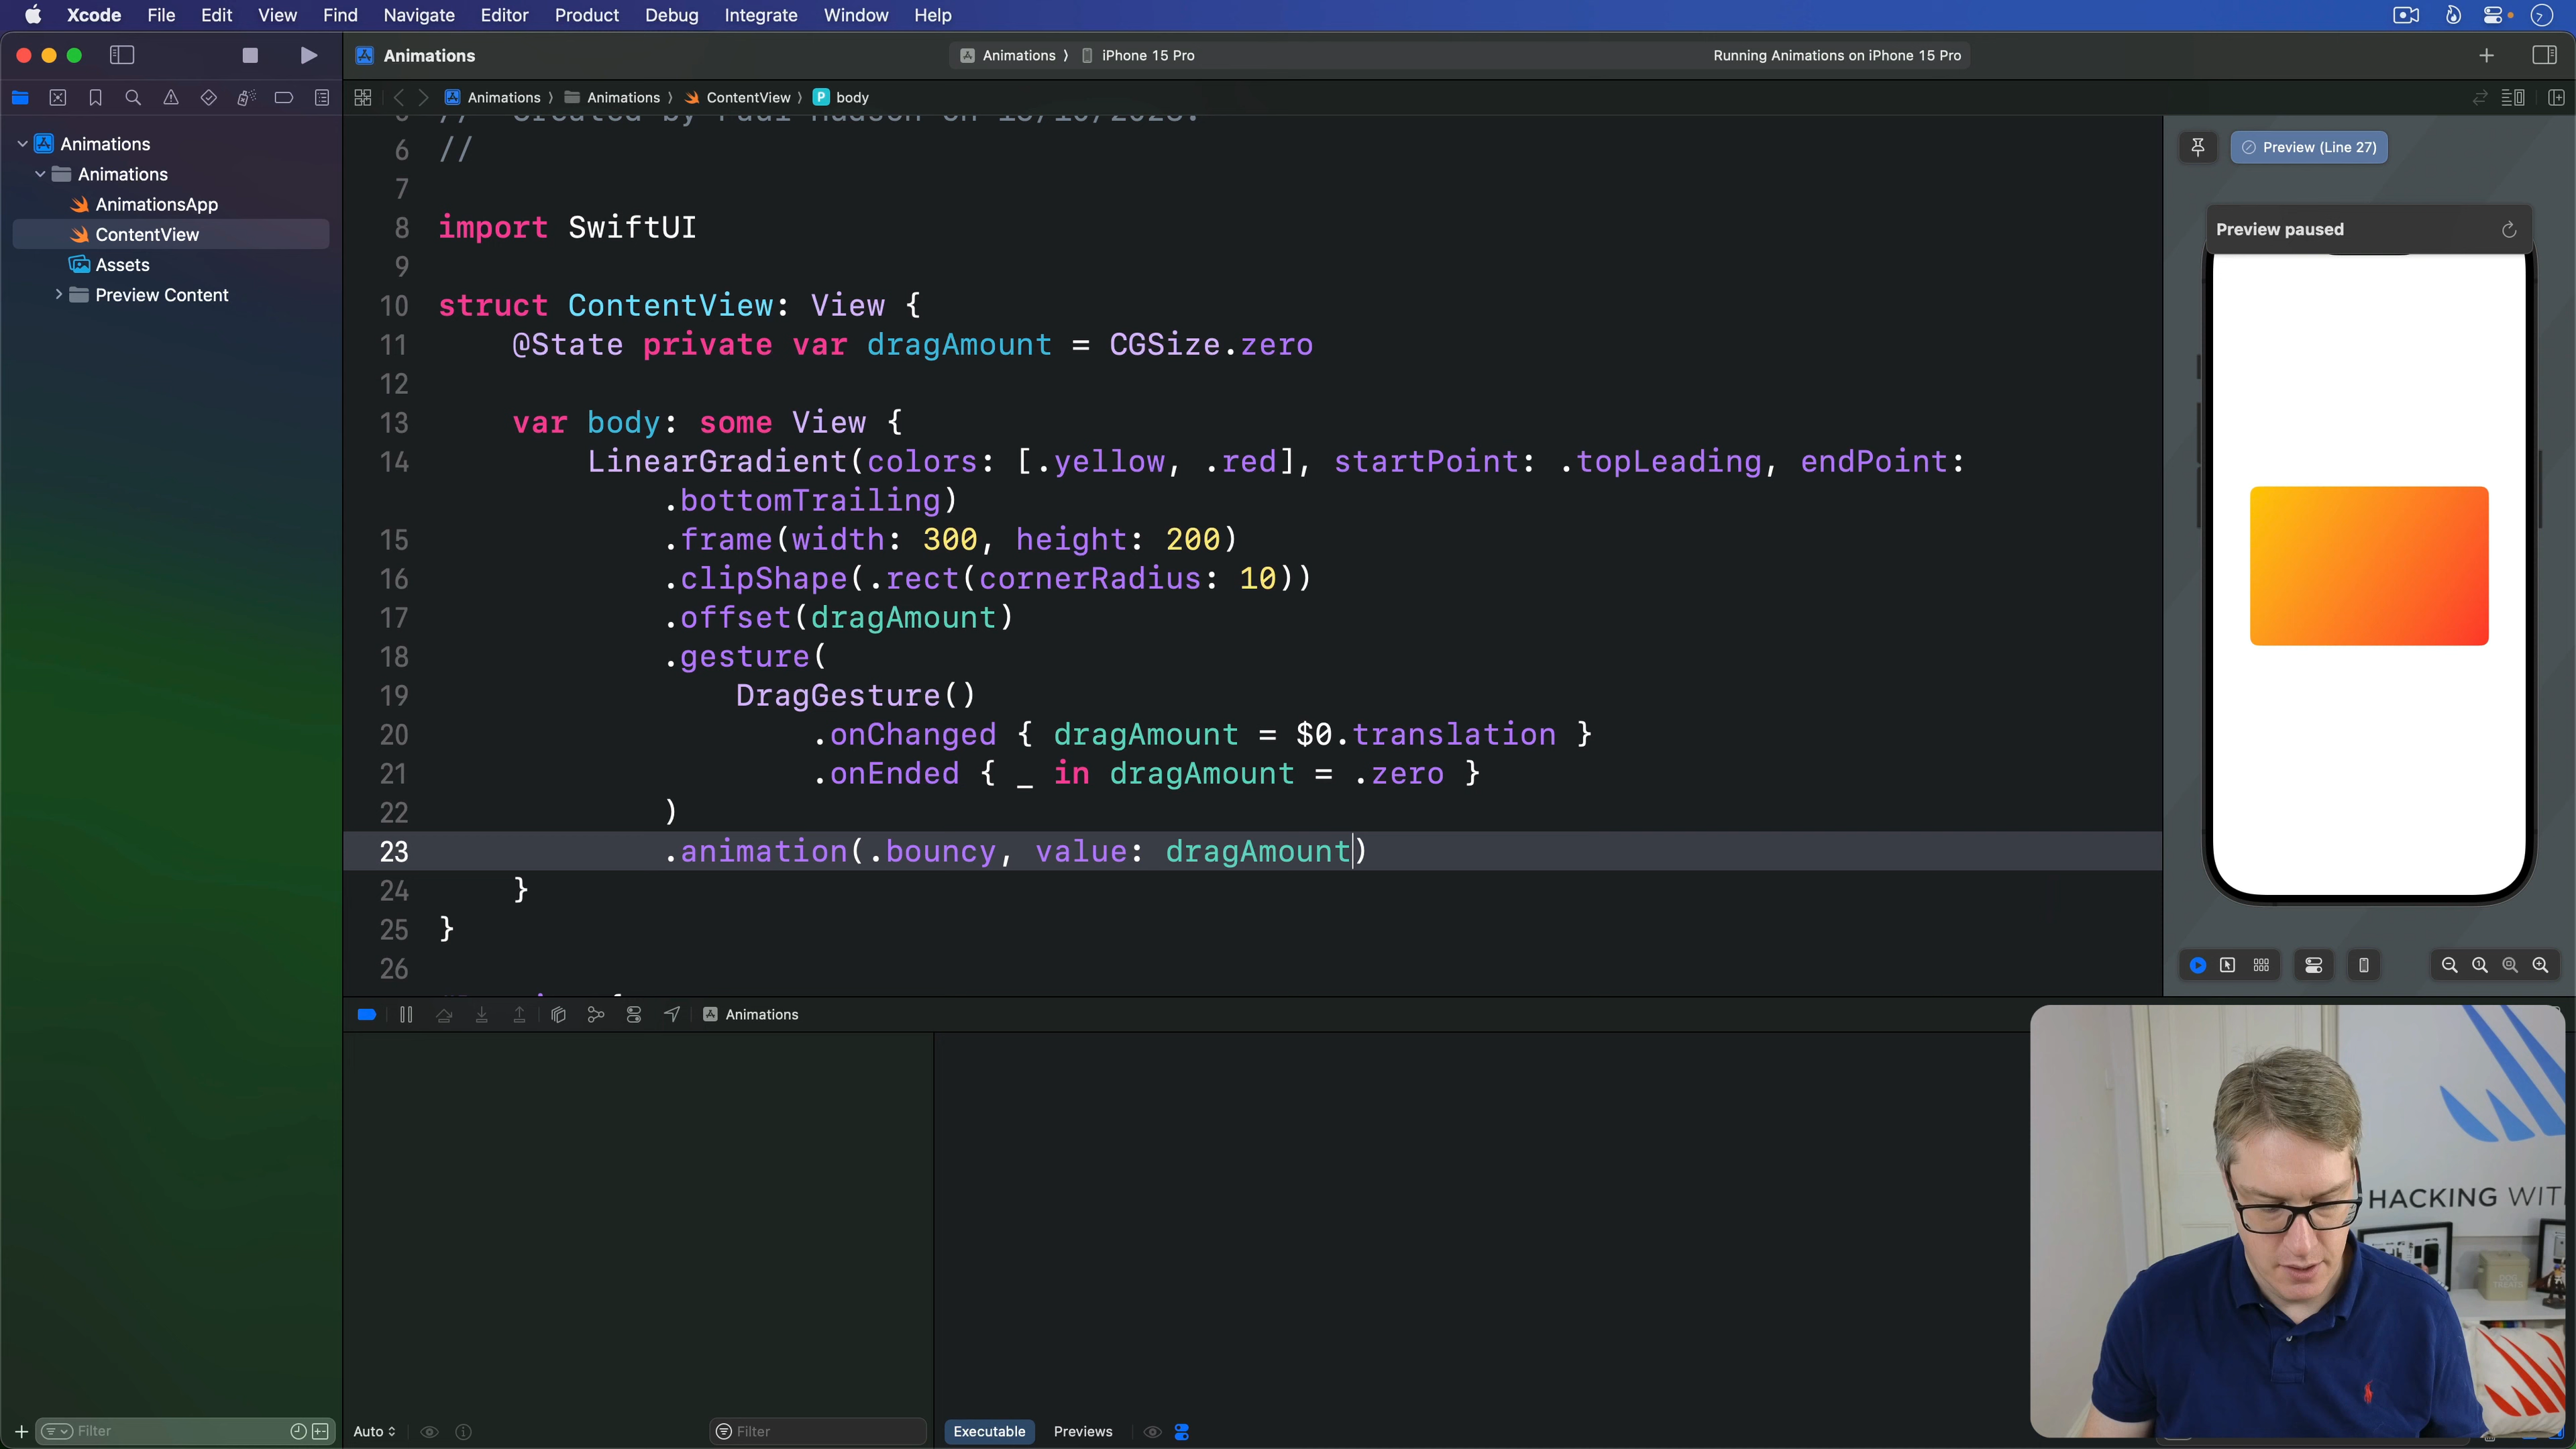 Xcode File Edit View Find Navigate Editor Product Debug Integrate Window Help
Animations
Animations 〉 iPhone 15 Pro
Running Animations on iPhone 15 Pro
Animations 〉 Animations 〉 ContentView 〉 P body
Animations
Animations
AnimationsApp
ContentView
Assets
Preview Content
6 //
7
8 import SwiftUI
9
10 struct ContentView: View {
11 @State private var dragAmount = CGSize.zero
12
13 var body: some View {
14 LinearGradient(colors: [.yellow, .red], startPoint: .topLeading, endPoint:
.bottomTrailing)
15 .frame(width: 300, height: 200)
16 .clipShape(.rect(cornerRadius: 10))
17 .offset(dragAmount)
18 .gesture(
19 DragGesture()
20 .onChanged { dragAmount = $0.translation }
21 .onEnded { _ in dragAmount = .zero }
22 )
23 .animation(.bouncy, value: dragAmount)
24 }
25 }
26
Preview (Line 27)
Preview paused
Animations
HACKING WIT
Filter
Auto
Filter
Executable Previews